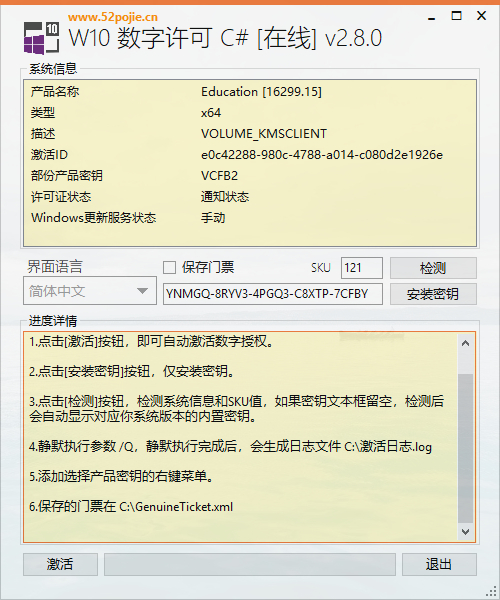 www.52pojie.cn
W10 数字许可 C# [在线] v2.8.0
10
系统信息
产品名称 Education [16299.15]
类型 x64
描述 VOLUME_KMSCLIENT
激活ID e0c42288-980c-4788-a014-c080d2e1926e
部份产品密钥 VCFB2
许可证状态 通知状态
Windows更新服务状态 手动
界面语言 保存门票 SKU 121 检测
简体中文 YNMGQ-8RYV3-4PGQ3-C8XTP-7CFBY 安装密钥
进度详情
1.点击[激活]按钮，即可自动激活数字授权。
2.点击[安装密钥]按钮，仅安装密钥。
3.点击[检测]按钮，检测系统信息和SKU值，如果密钥文本框留空，检测后
会自动显示对应你系统版本的内置密钥。
4.静默执行参数 /Q，静默执行完成后，会生成日志文件 C:\激活日志.log
5.添加选择产品密钥的右键菜单。
6.保存的门票在 C:\GenuineTicket.xml
激活 退出